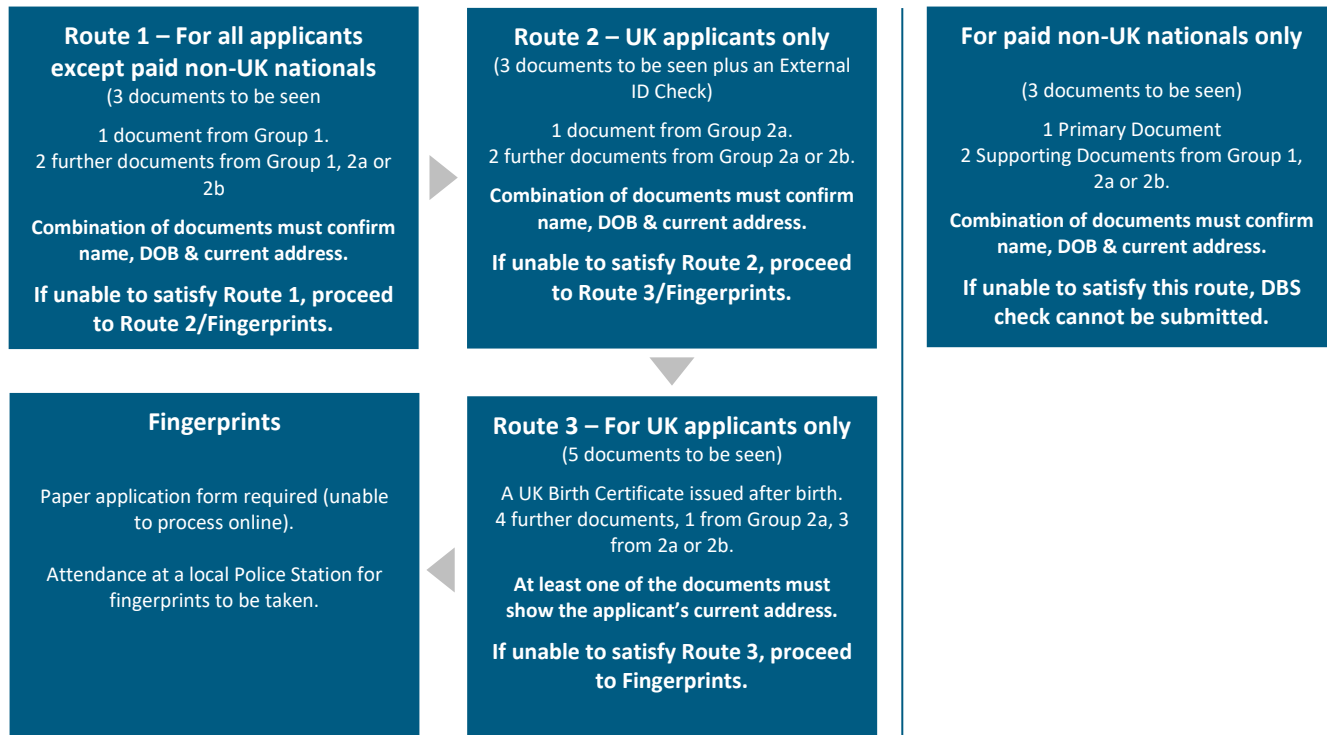 Route 1 – For all applicants
except paid non-UK nationals
(3 documents to be seen
1 document from Group 1.
2 further documents from Group 1, 2a or
2b
Combination of documents must confirm
name, DOB & current address.
If unable to satisfy Route 1, proceed
to Route 2/Fingerprints.
Route 2 – UK applicants only
(3 documents to be seen plus an External
ID Check)
1 document from Group 2a.
2 further documents from Group 2a or 2b.
Combination of documents must confirm
name, DOB & current address.
If unable to satisfy Route 2, proceed
to Route 3/Fingerprints.
For paid non-UK nationals only
(3 documents to be seen)
1 Primary Document
2 Supporting Documents from Group 1,
2a or 2b.
Combination of documents must confirm
name, DOB & current address.
If unable to satisfy this route, DBS
check cannot be submitted.
Fingerprints
Paper application form required (unable
to process online).
Attendance at a local Police Station for
fingerprints to be taken.
Route 3 – For UK applicants only
(5 documents to be seen)
A UK Birth Certificate issued after birth.
4 further documents, 1 from Group 2a, 3
from 2a or 2b.
At least one of the documents must
show the applicant’s current address.
If unable to satisfy Route 3, proceed
to Fingerprints.